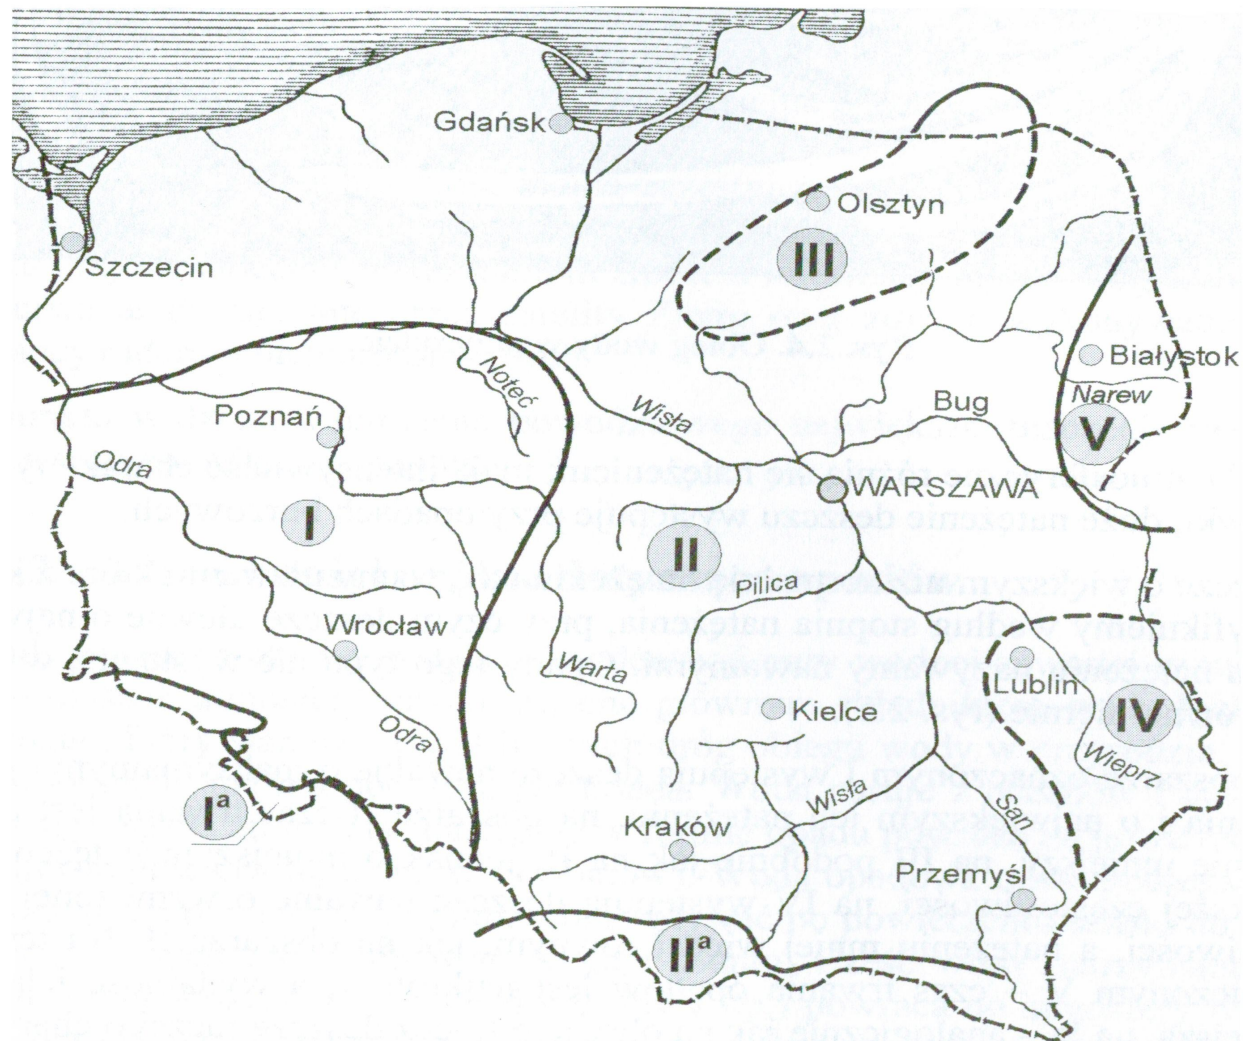 Gdańsk
Olsztyn
III
Szczecin
Białystok
Noteć
Narew
Wisła
Bug
Poznań
V
Odra
WARSZAWA
I
II
Pilica
Wrocław
Warta
Lublin
IV
Kielce
Odra
Wieprz
Wisła
San
Iª
Kraków
Przemyśl
IIª